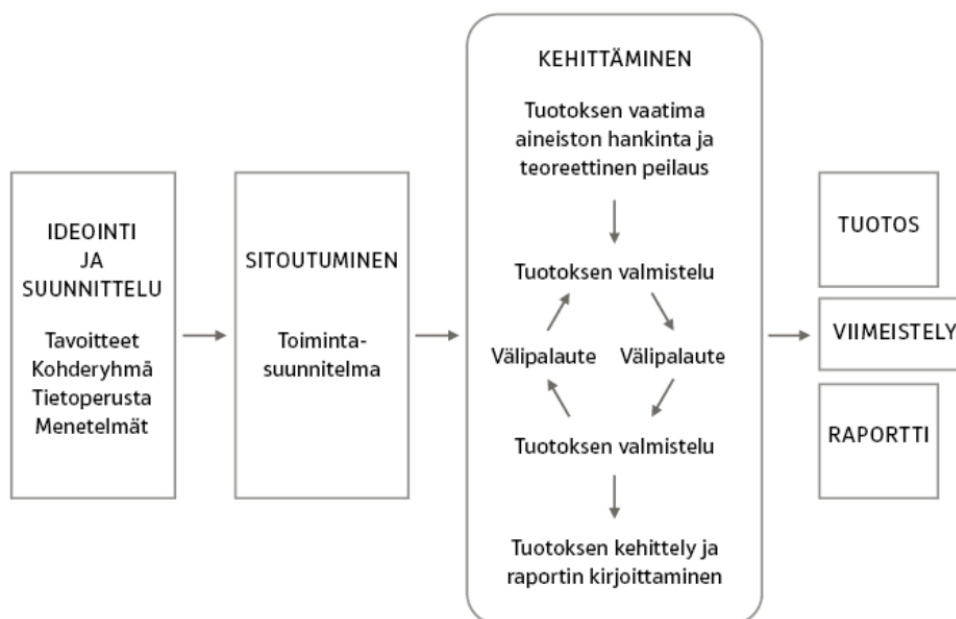 IDEOINTI
JA
SUUNNITTELU
Tavoitteet
Kohderyhmä
Tietoperusta
Menetelmät
SITOUTUMINEN
Toiminta-
suunnitelma
KEHITTÄMINEN
Tuotoksen vaatima
aineiston hankinta ja
teoreettinen peilaus
Tuotoksen valmistelu
Välipalaute
Välipalaute
Tuotoksen valmistelu
Tuotoksen kehittely ja
raportin kirjoittaminen
TUOTOS
VIIMEISTELY
RAPORTTI